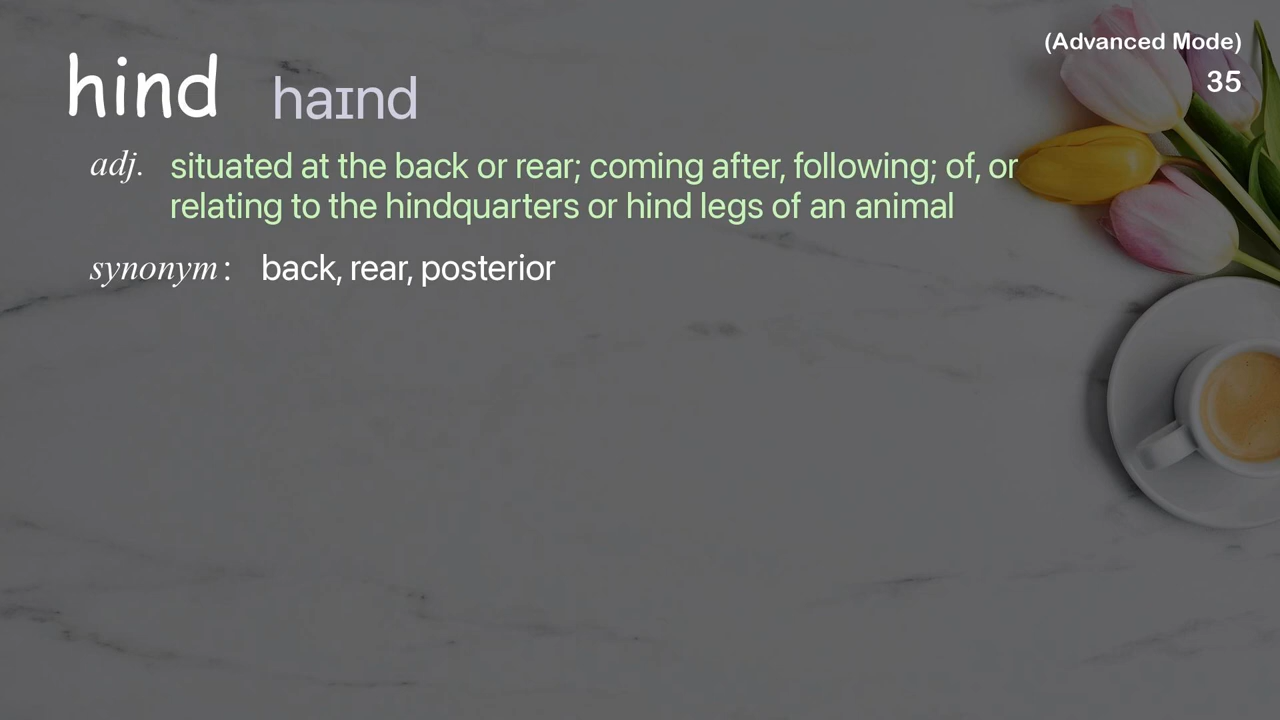 (Advanced Mode)
35
hind haɪnd
adj. situated at the back or rear; coming after, following; of, or
relating to the hindquarters or hind legs of an animal
synonym: back, rear, posterior